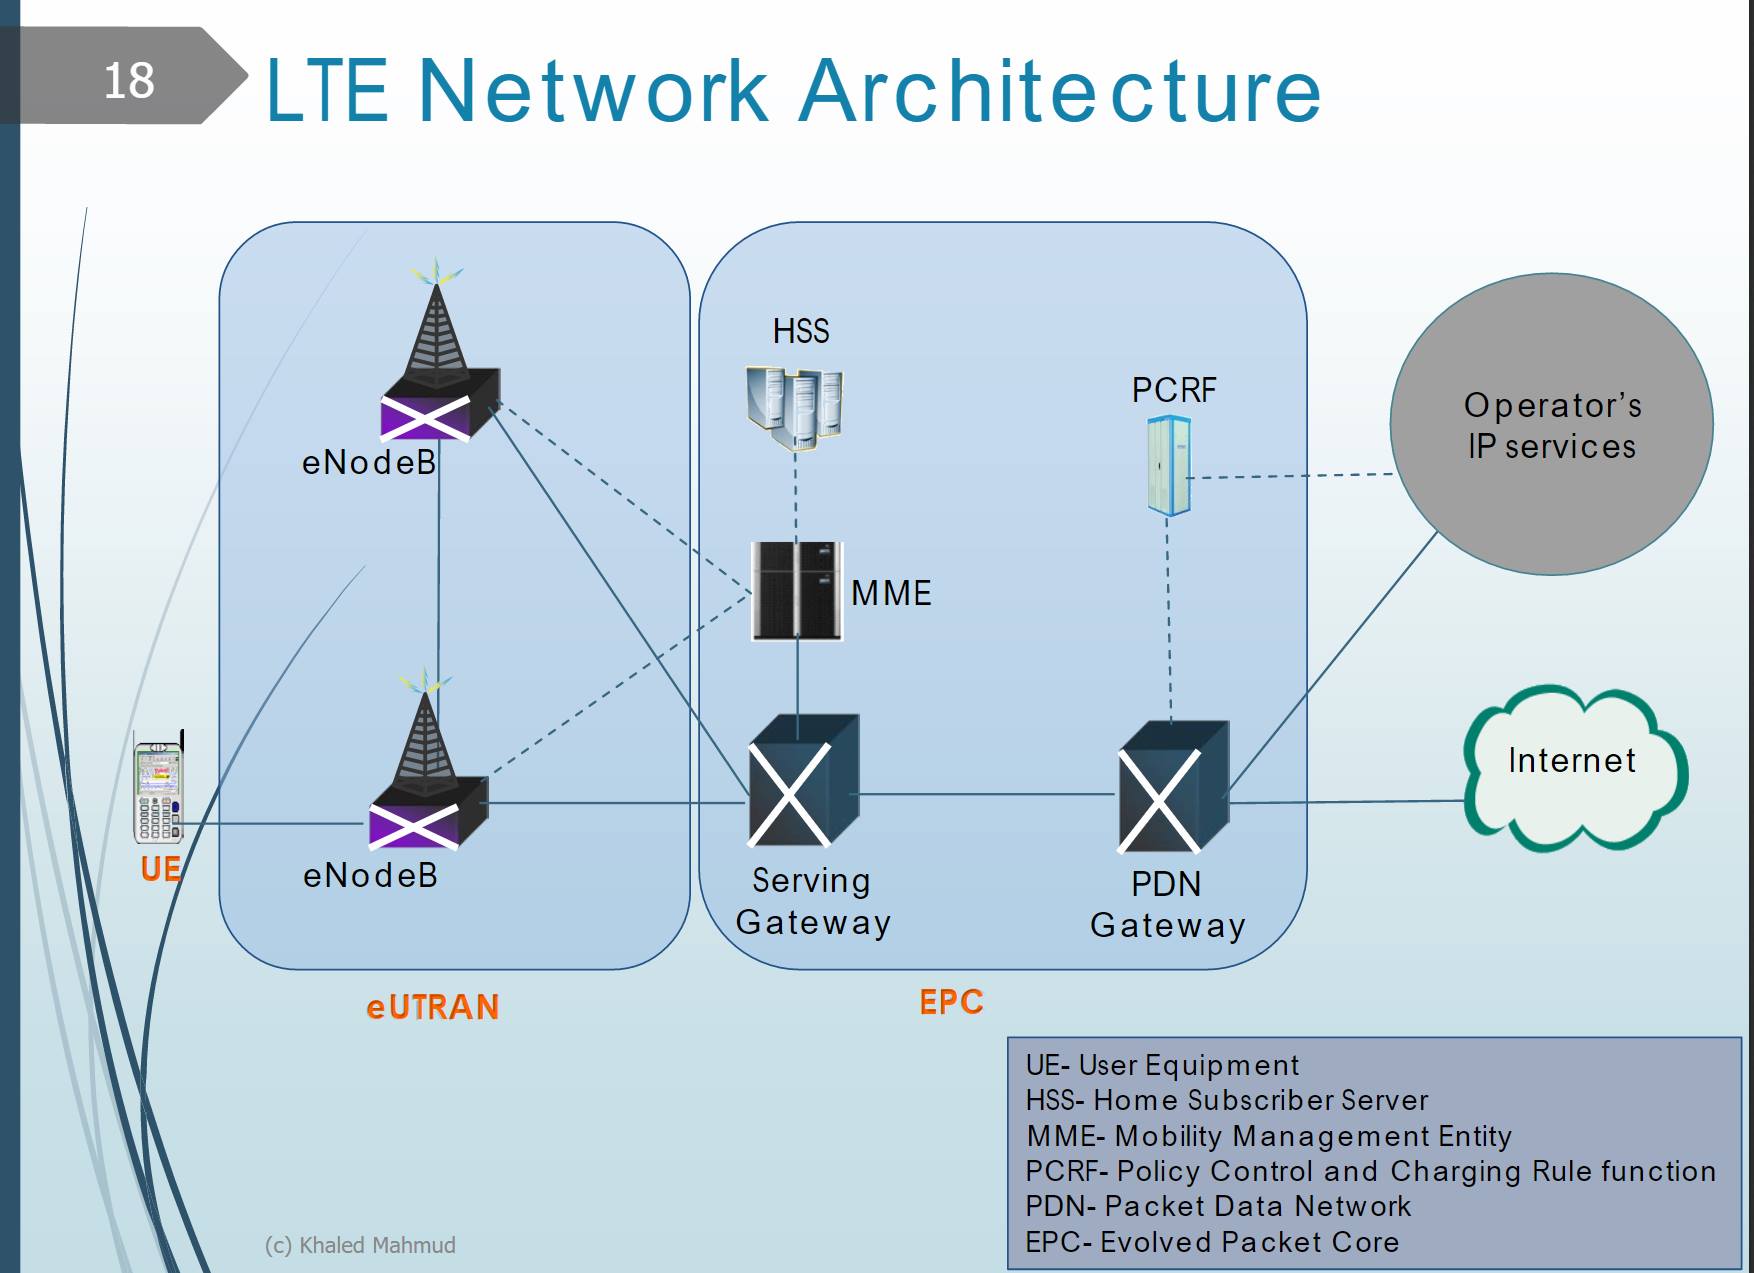 18
LTE Network Architecture
HSS
PCRF
Operator's
IP services
eNodeB
MME
Internet
UE
eNodeB
Serving
Gateway
PDN
Gateway
eUTRAN
EPC
UE- User Equipment
HSS- Home Subscriber Server
MME- Mobility Management Entity
PCRF- Policy Control and Charging Rule function
PDN- Packet Data Network
EPC- Evolved Packet Core
(c) Khaled Mahmud